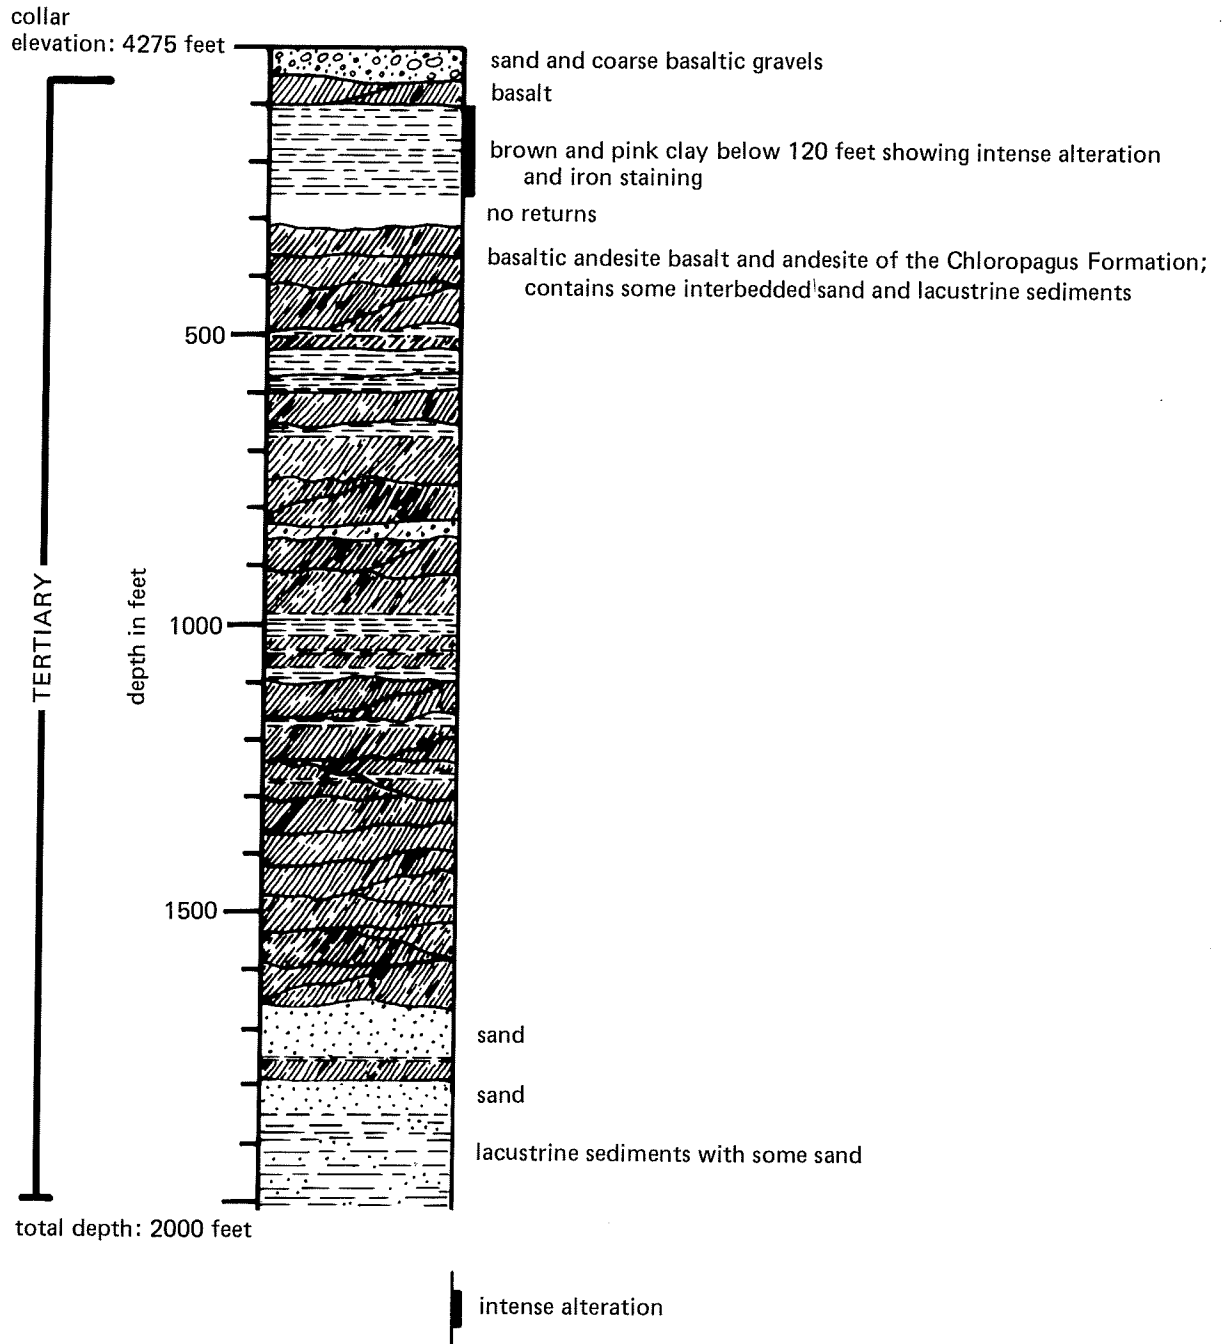 collar
elevation: 4275 feet
sand and coarse basaltic gravels
basalt
brown and pink clay below 120 feet showing intense alteration
and iron staining
no returns
basaltic andesite basalt and andesite of the Chloropagus Formation;
contains some interbedded sand and lacustrine sediments
500
1000
depth in feet
TERTIARY
1500
sand
sand
lacustrine sediments with some sand
total depth: 2000 feet
intense alteration